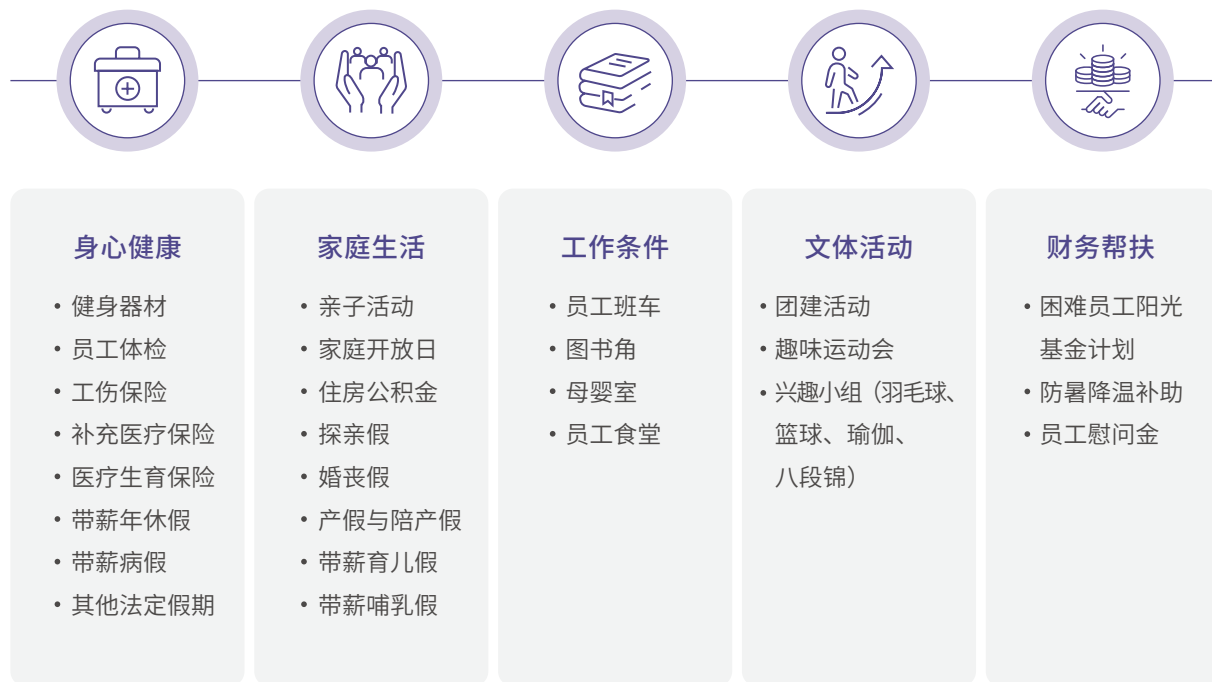 身心健康
• 健身器材
• 员工体检
• 工伤保险
• 补充医疗保险
• 医疗生育保险
• 带薪年休假
• 带薪病假
• 其他法定假期
家庭生活
• 亲子活动
• 家庭开放日
• 住房公积金
• 探亲假
• 婚丧假
• 产假与陪产假
• 带薪育儿假
• 带薪哺乳假
工作条件
• 员工班车
• 图书角
• 母婴室
• 员工食堂
文体活动
• 团建活动
• 趣味运动会
• 兴趣小组（羽毛球、
篮球、瑜伽、
八段锦）
财务帮扶
• 困难员工阳光
基金计划
• 防暑降温补助
• 员工慰问金